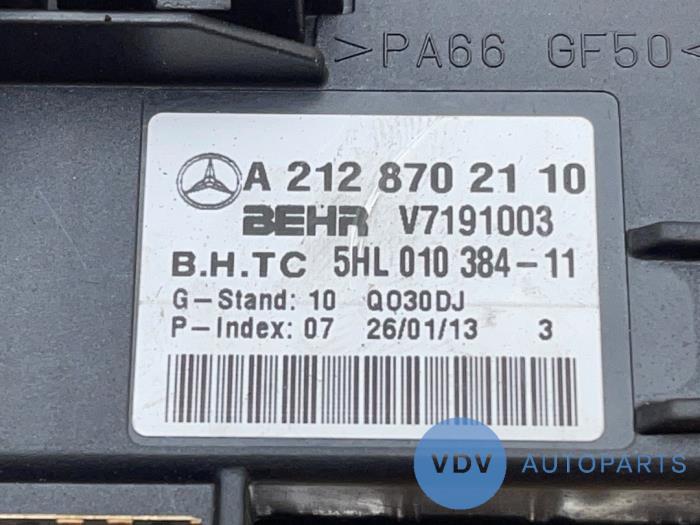 >PA66 GF50<
A 212 870 21 10
BEHR V7191003
B.H.TC 5HL 010 384-11
G-Stand: 10 Q030DJ
P-Index: 07 26/01/13 3
VDV AUTOPARTS